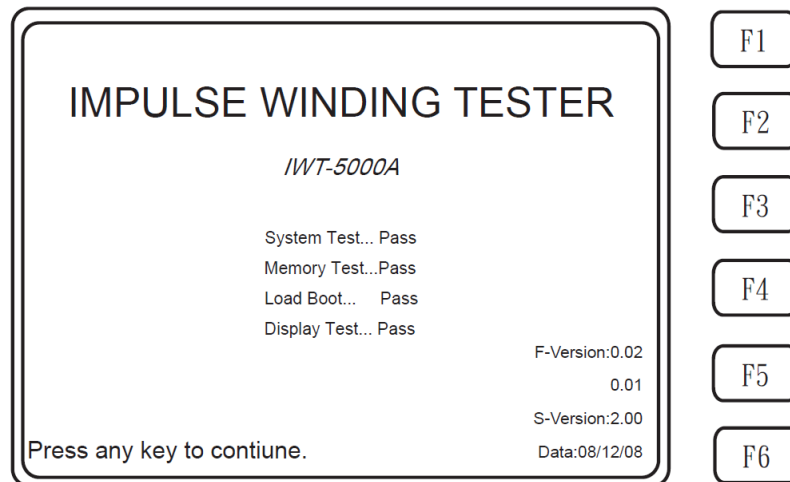 IMPULSE WINDING TESTER
IWT-5000A
System Test... Pass
Memory Test...Pass
Load Boot... Pass
Display Test... Pass
F-Version:0.02
0.01
S-Version:2.00
Press any key to contiune.
Data:08/12/08
F1
F2
F3
F4
F5
F6